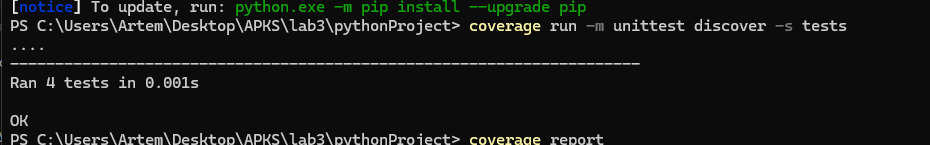 [notice] To update, run: python.exe -m pip install --upgrade pip
PS C:\Users\Artem\Desktop\APKS\lab3\pythonProject> coverage run -m unittest discover -s tests
....
----------------------------------------------------------------------
Ran 4 tests in 0.001s
OK
PS C:\Users\Artem\Desktop\APKS\lab3\pythonProject> coverage report